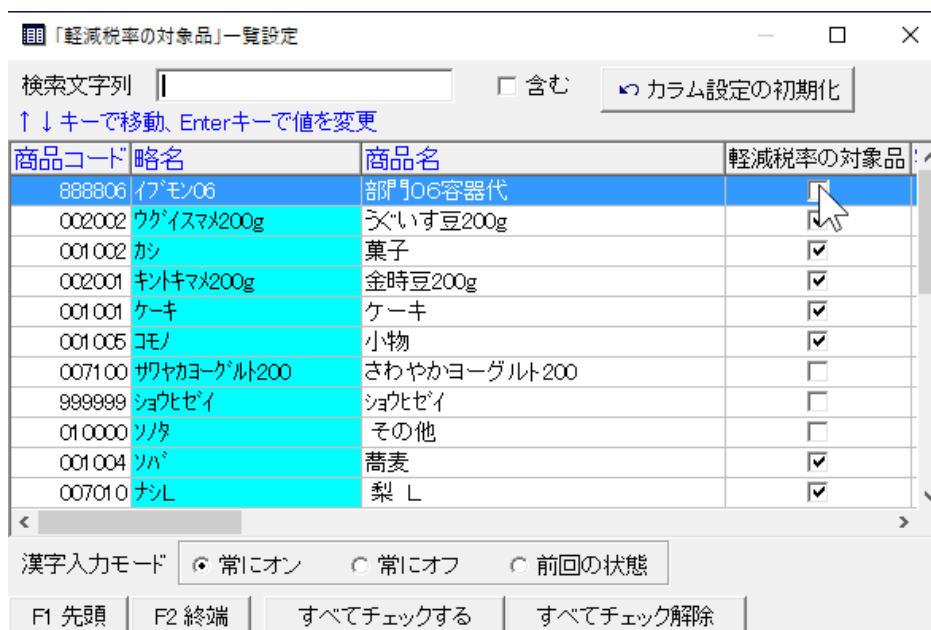 「軽減税率の対象品」一覧設定
検索文字列 含む カラム設定の初期化
↑↓キーで移動、Enterキーで値を変更
商品コード 略名 商品名 軽減税率の対象品
888806 イブモン06 部門06容器代
002002 ウグイスマメ200g うぐいす豆200g
001002 カシ 菓子
002001 キントキマメ200g 金時豆200g
001001 ケーキ ケーキ
001005 コモノ 小物
007100 サワヤカヨーグルト200 さわやかヨーグルト200
999999 ショウヒゼイ ショウヒゼイ
010000 ソノタ その他
001004 ソバ 蕎麦
007010 ナシL 梨 L
漢字入力モード 常にオン 常にオフ 前回の状態
F1 先頭 F2 終端 すべてチェックする すべてチェック解除